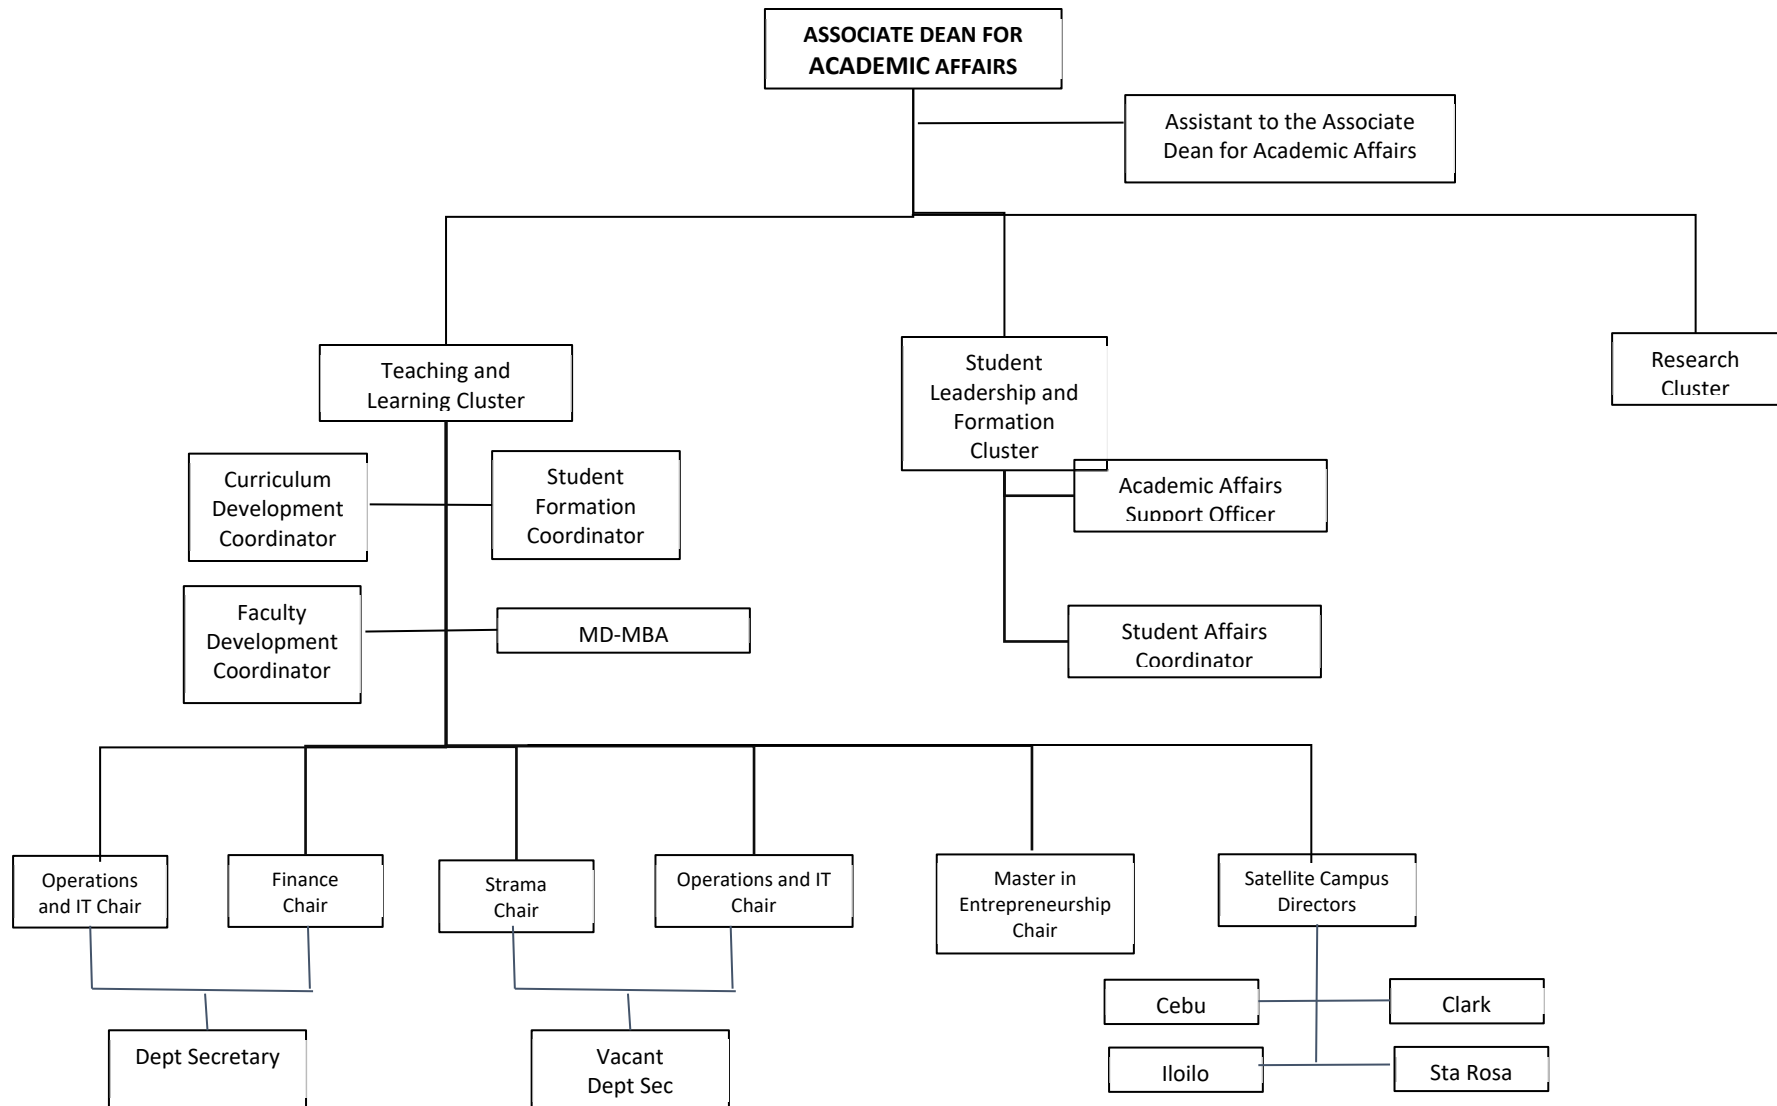 ASSOCIATE DEAN FOR
ACADEMIC AFFAIRS
Assistant to the Associate
Dean for Academic Affairs
Teaching and
Learning Cluster
Student
Leadership and
Formation
Cluster
Research
Cluster
Curriculum
Development
Coordinator
Student
Formation
Coordinator
Academic Affairs
Support Officer
Faculty
Development
Coordinator
MD-MBA
Student Affairs
Coordinator
Operations
and IT Chair
Finance
Chair
Strama
Chair
Operations and IT
Chair
Master in
Entrepreneurship
Chair
Satellite Campus
Directors
Cebu
Clark
Iloilo
Sta Rosa
Dept Secretary
Vacant
Dept Sec